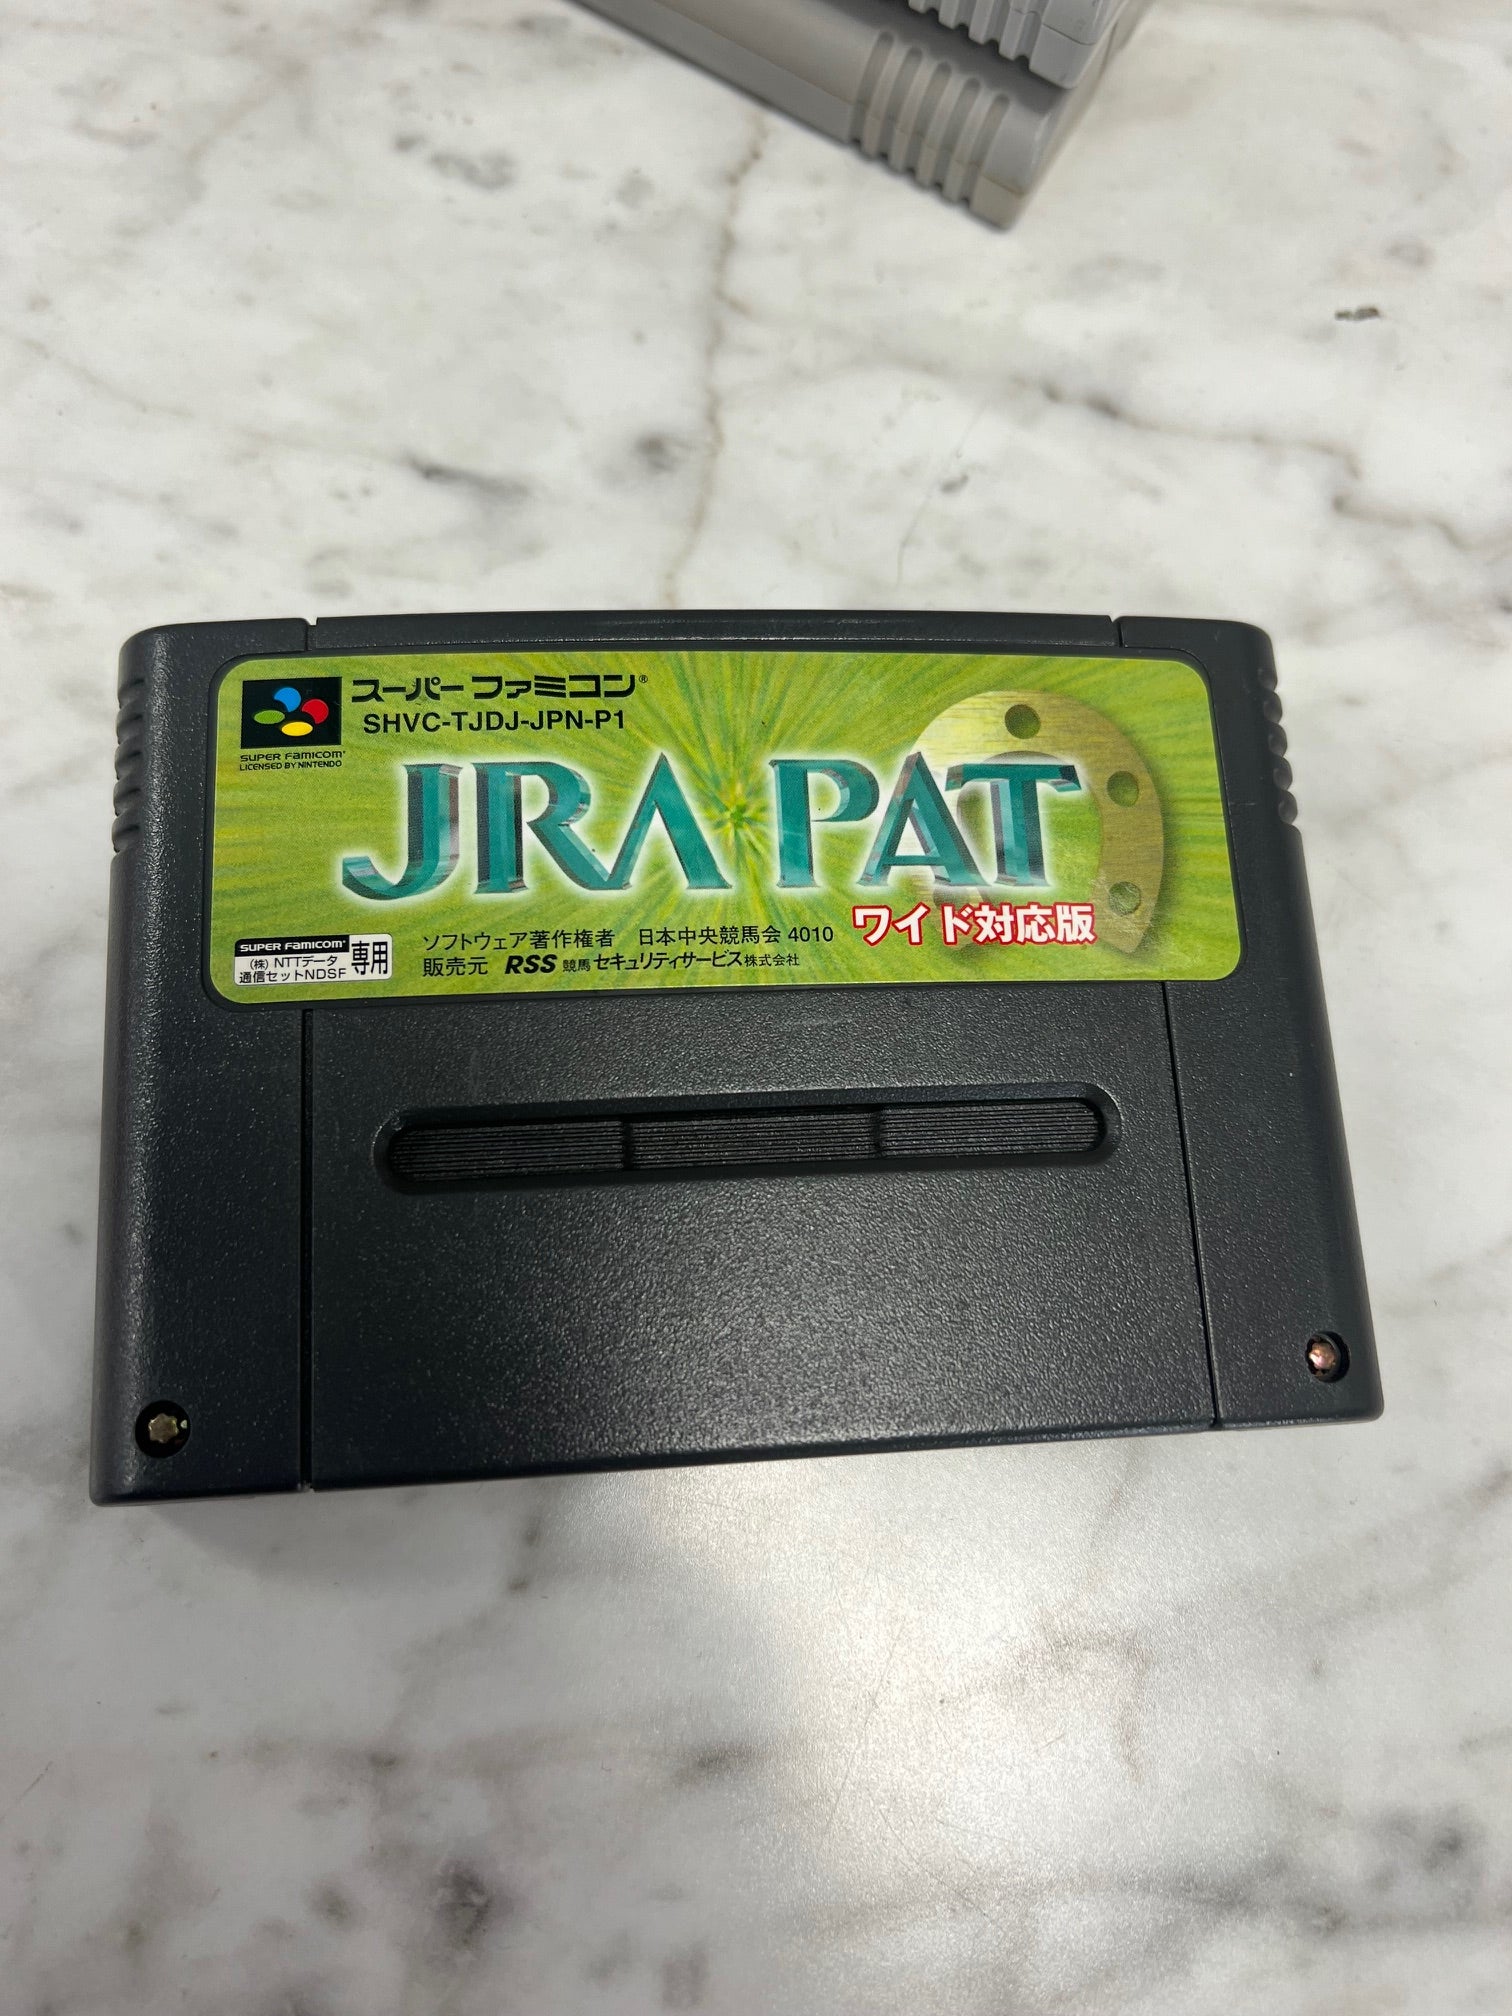 スーパーファミコン®
SHVC-TJDJ-JPN-P1
SUPER FAMICOM
LICENSED BY NINTENDO
JRA PAT
ワイド対応版
ソフトウェア著作権者 日本中央競馬会 4010
販売元 RSS 競馬セキュリティサービス株式会社
SUPER FAMICOM
(株) NTTデータ
通信セットNDSF
専用